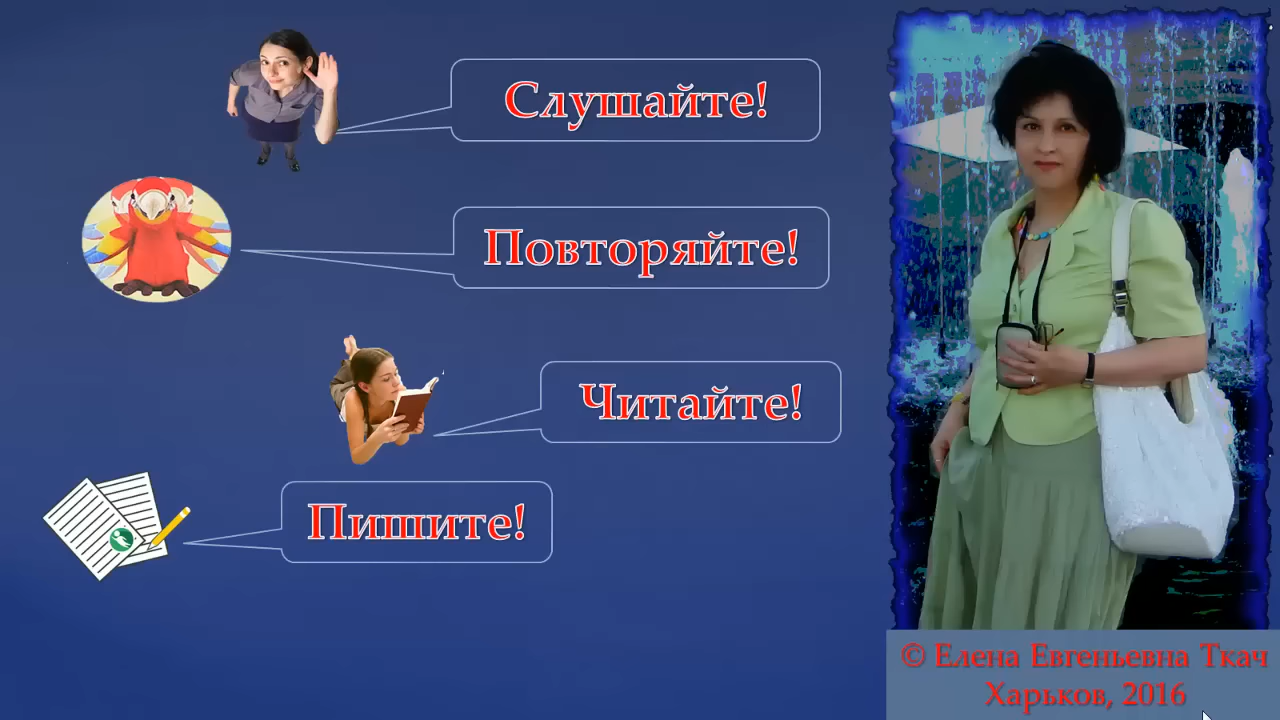 Слушайте!
Повторяйте!
Читайте!
Пишите!
© Елена Евгеньевна Ткач
Харьков, 2016